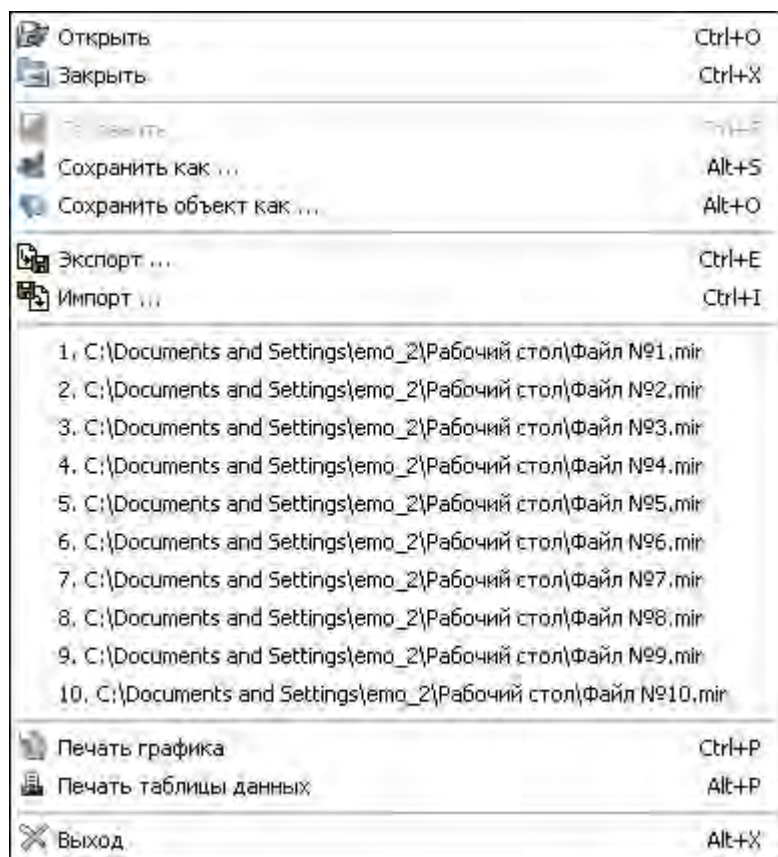 Открыть Ctrl+O
Закрыть Ctrl+X
Сохранить как ... Alt+S
Сохранить объект как ... Alt+O
Экспорт ... Ctrl+E
Импорт ... Ctrl+I
1. C:\Documents and Settings\emo_2\Рабочий стол\Файл №1.mir
2. C:\Documents and Settings\emo_2\Рабочий стол\Файл №2.mir
3. C:\Documents and Settings\emo_2\Рабочий стол\Файл №3.mir
4. C:\Documents and Settings\emo_2\Рабочий стол\Файл №4.mir
5. C:\Documents and Settings\emo_2\Рабочий стол\Файл №5.mir
6. C:\Documents and Settings\emo_2\Рабочий стол\Файл №6.mir
7. C:\Documents and Settings\emo_2\Рабочий стол\Файл №7.mir
8. C:\Documents and Settings\emo_2\Рабочий стол\Файл №8.mir
9. C:\Documents and Settings\emo_2\Рабочий стол\Файл №9.mir
10. C:\Documents and Settings\emo_2\Рабочий стол\Файл №10.mir
Печать графика Ctrl+P
Печать таблицы данных Alt+P
Выход Alt+X